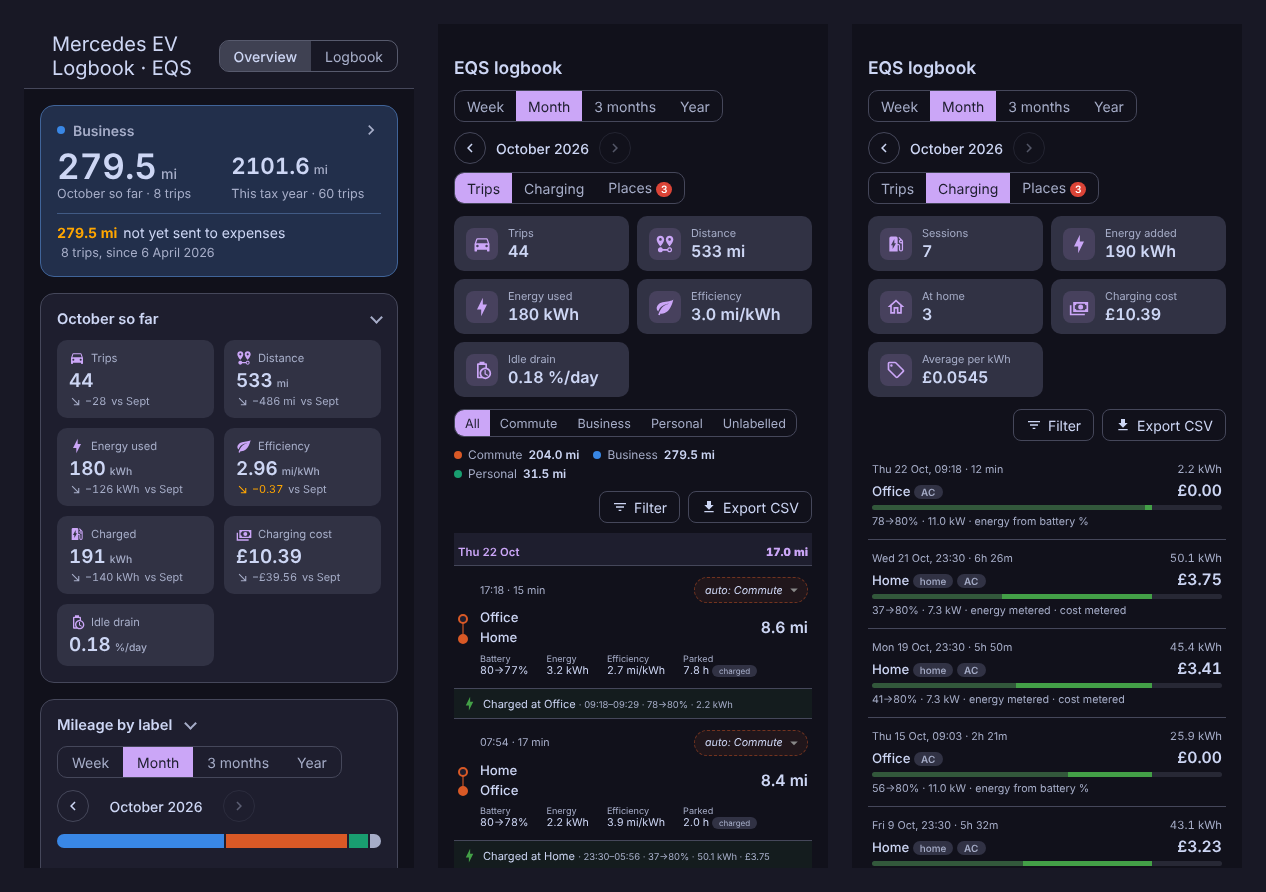 Mercedes EV
Logbook · EQS
Overview
Logbook
Business
279.5 mi
October so far · 8 trips
2101.6 mi
This tax year · 60 trips
279.5 mi not yet sent to expenses
8 trips, since 6 April 2026
October so far
Trips
44
↘ −28 vs Sept
Distance
533 mi
↘ −486 mi vs Sept
Energy used
180 kWh
↘ −126 kWh vs Sept
Efficiency
2.96 mi/kWh
↘ −0.37 vs Sept
Charged
191 kWh
↘ −140 kWh vs Sept
Charging cost
£10.39
↘ −£39.56 vs Sept
Idle drain
0.18 %/day
Mileage by label
Week
Month
3 months
Year
October 2026
EQS logbook
Week
Month
3 months
Year
October 2026
Trips
Charging
Places 3
Trips
44
Distance
533 mi
Energy used
180 kWh
Efficiency
3.0 mi/kWh
Idle drain
0.18 %/day
All
Commute
Business
Personal
Unlabelled
Commute 204.0 mi
Business 279.5 mi
Personal 31.5 mi
Filter
Export CSV
Thu 22 Oct
17.0 mi
17:18 · 15 min
auto: Commute
Office
Home
8.6 mi
Battery
80→77%
Energy
3.2 kWh
Efficiency
2.7 mi/kWh
Parked
7.8 h charged
Charged at Office · 09:18–09:29 · 78→80% · 2.2 kWh
07:54 · 17 min
auto: Commute
Home
Office
8.4 mi
Battery
80→78%
Energy
2.2 kWh
Efficiency
3.9 mi/kWh
Parked
2.0 h charged
Charged at Home · 23:30–05:56 · 37→80% · 50.1 kWh · £3.75
EQS logbook
Week
Month
3 months
Year
October 2026
Trips
Charging
Places 3
Sessions
7
Energy added
190 kWh
At home
3
Charging cost
£10.39
Average per kWh
£0.0545
Filter
Export CSV
Thu 22 Oct, 09:18 · 12 min
2.2 kWh
Office AC
£0.00
78→80% · 11.0 kW · energy from battery %
Wed 21 Oct, 23:30 · 6h 26m
50.1 kWh
Home home AC
£3.75
37→80% · 7.3 kW · energy metered · cost metered
Mon 19 Oct, 23:30 · 5h 50m
45.4 kWh
Home home AC
£3.41
41→80% · 7.3 kW · energy metered · cost metered
Thu 15 Oct, 09:03 · 2h 21m
25.9 kWh
Office AC
£0.00
56→80% · 11.0 kW · energy from battery %
Fri 9 Oct, 23:30 · 5h 32m
43.1 kWh
Home home AC
£3.23